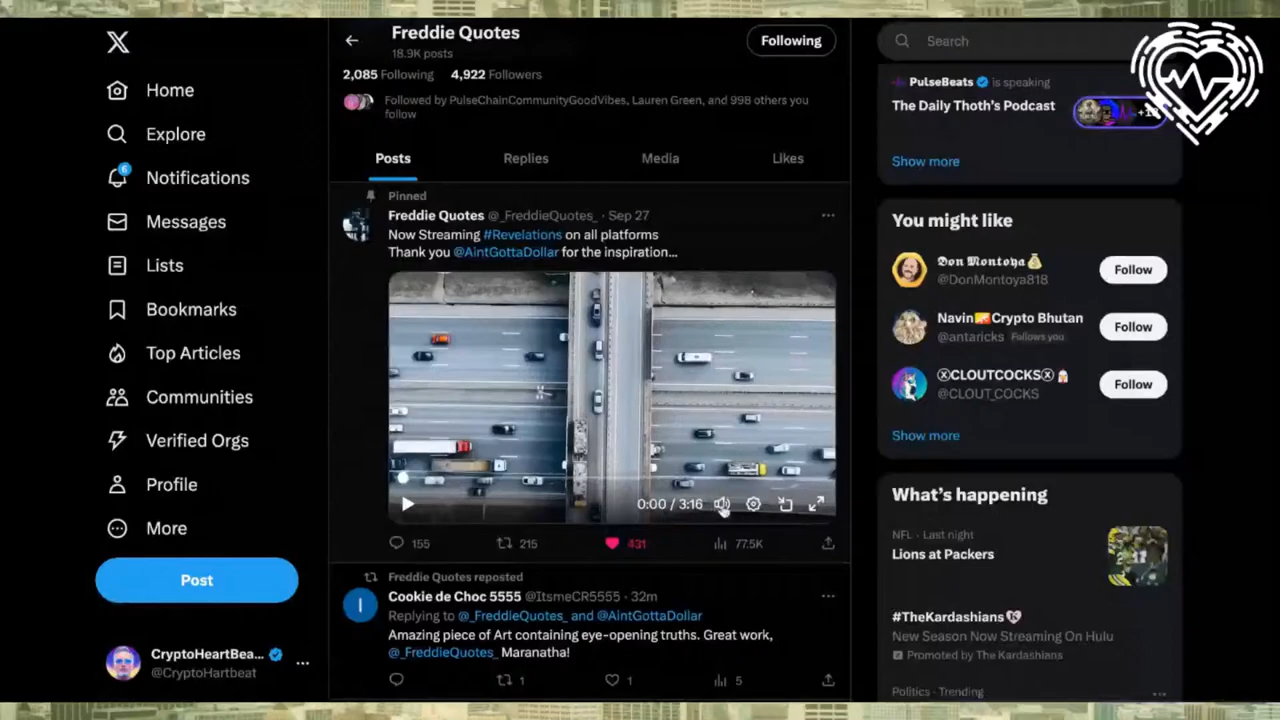 Home
Explore
6
Notifications
Messages
Lists
Bookmarks
Top Articles
Communities
Verified Orgs
Profile
More
Post
CryptoHeartBea...
@CryptoHartbeat
Freddie Quotes
18.9K posts
Following
2,085 Following 4,922 Followers
Followed by PulseChainCommunityGoodVibes, Lauren Green, and 998 others you
follow
Posts Replies Media Likes
Pinned
Freddie Quotes @_FreddieQuotes_ · Sep 27
Now Streaming #Revelations on all platforms
Thank you @AintGottaDollar for the inspiration...
0:00 / 3:16
155 215 431 77.5K
Freddie Quotes reposted
I
Cookie de Choc 5555 @ItsmeCR5555 · 32m
Replying to @_FreddieQuotes_ and @AintGottaDollar
Amazing piece of Art containing eye-opening truths. Great work,
@_FreddieQuotes_ Maranatha!
1 1 5
Search
PulseBeats is speaking
The Daily Thoth's Podcast
Show more
You might like
Don Montoya
@DonMontoya818
Follow
Navin Crypto Bhutan
@antaricks Follows you
Follow
ⓍCLOUTCOCKSⓍ
@CLOUT_COCKS
Follow
Show more
What's happening
NFL · Last night
Lions at Packers
#TheKardashians
New Season Now Streaming On Hulu
Promoted by The Kardashians
Politics · Trending